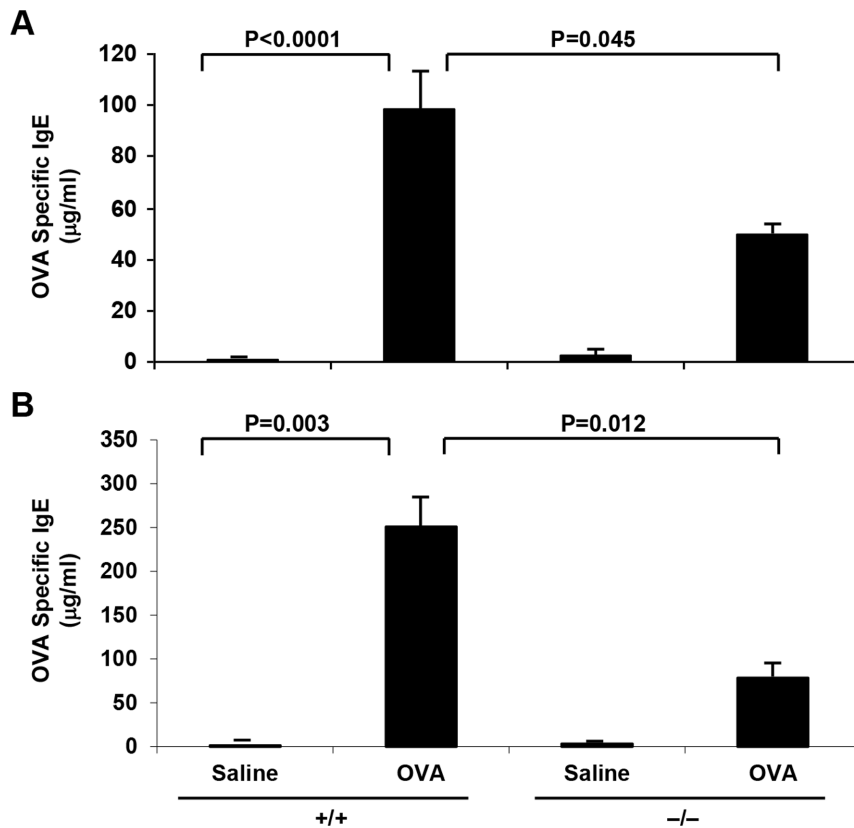 A
P<0.0001
P=0.045
120
100
80
60
40
20
0
OVA Specific IgE
(μg/ml)
B
P=0.003
P=0.012
350
300
250
200
150
100
50
0
OVA Specific IgE
(μg/ml)
Saline OVA Saline OVA
+/+ –/–